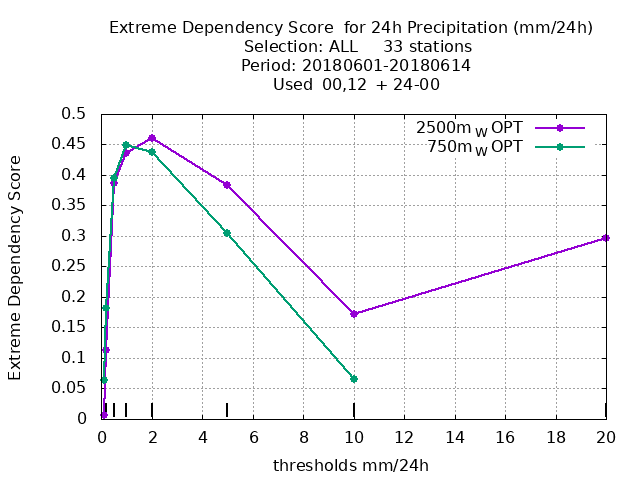 Extreme Dependency Score  for 24h Precipitation (mm/24h)
Selection: ALL     33 stations
Period: 20180601-20180614
Used  00,12  + 24-00
2500m W OPT
750m W OPT
Extreme Dependency Score
0.5
0.45
0.4
0.35
0.3
0.25
0.2
0.15
0.1
0.05
0
0 2 4 6 8 10 12 14 16 18 20
thresholds mm/24h